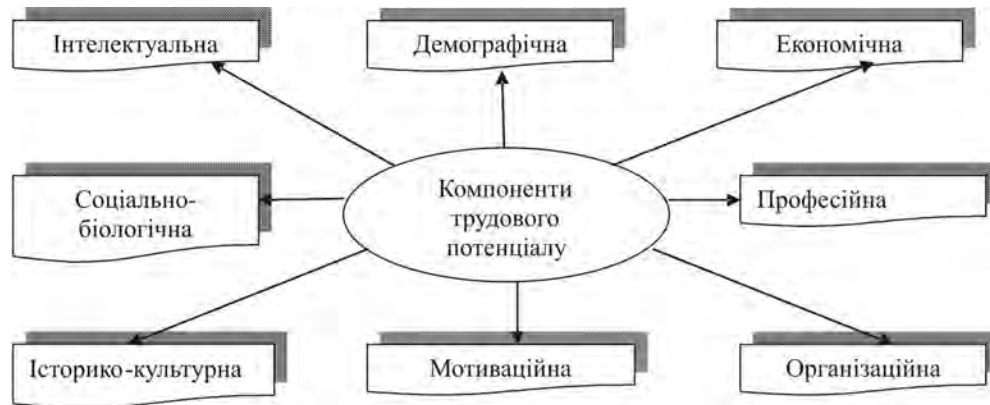 Інтелектуальна
Демографічна
Економічна
Соціально-
біологічна
Компоненти
трудового
потенціалу
Професійна
Історико-культурна
Мотиваційна
Організаційна